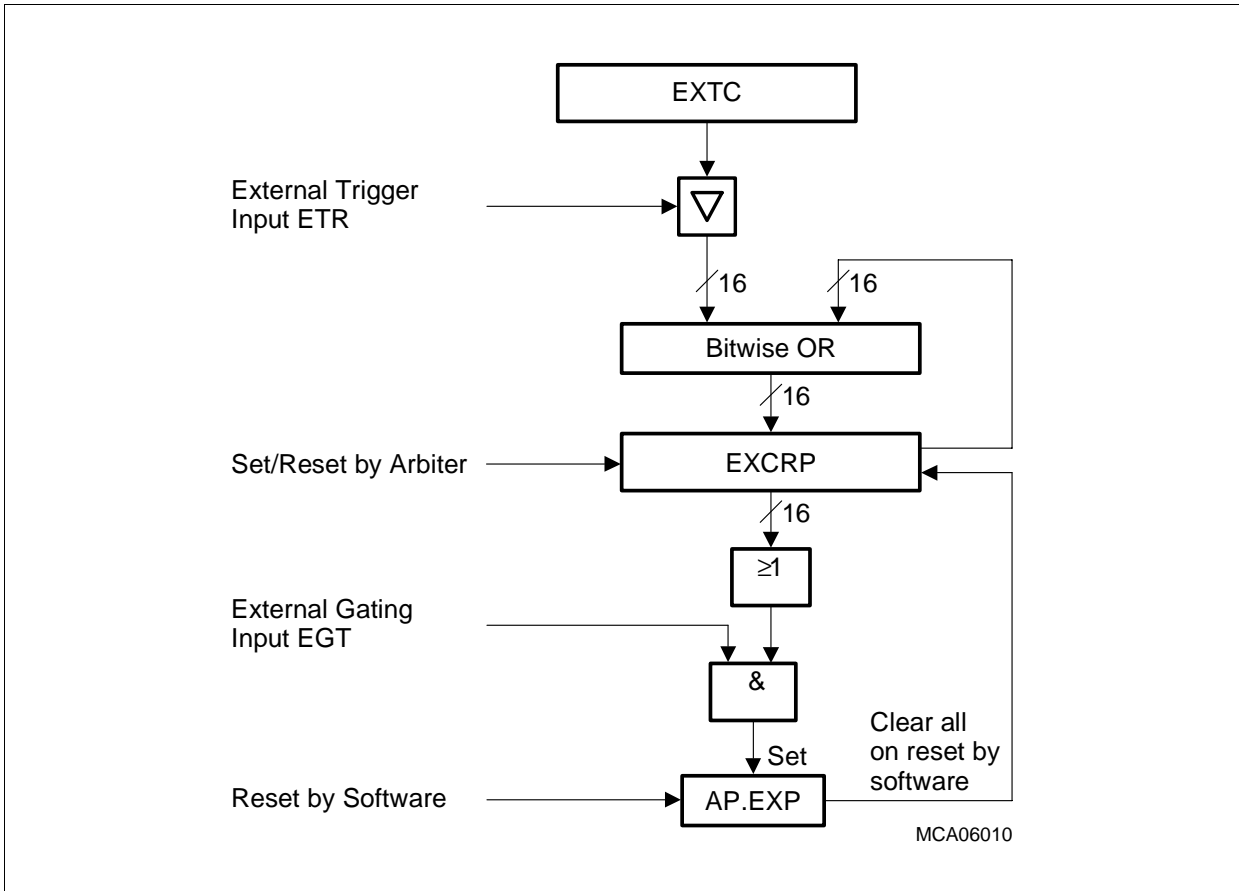 EXTC
External Trigger
Input ETR
16
16
Bitwise OR
16
Set/Reset by Arbiter
EXCRP
16
≥1
External Gating
Input EGT
&
Clear all
on reset by
software
Set
Reset by Software
AP.EXP
MCA06010